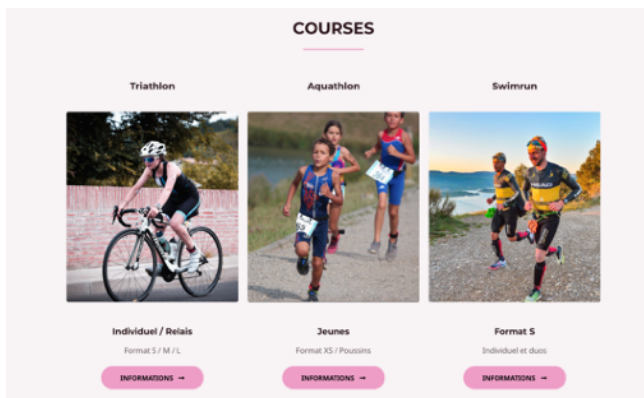 COURSES
Triathlon
Aquathlon
Swimrun
Individuel / Relais
Jeunes
Format S
Format S / M / L
Format XS / Poussins
Individuel et duos
INFORMATIONS →
INFORMATIONS →
INFORMATIONS →